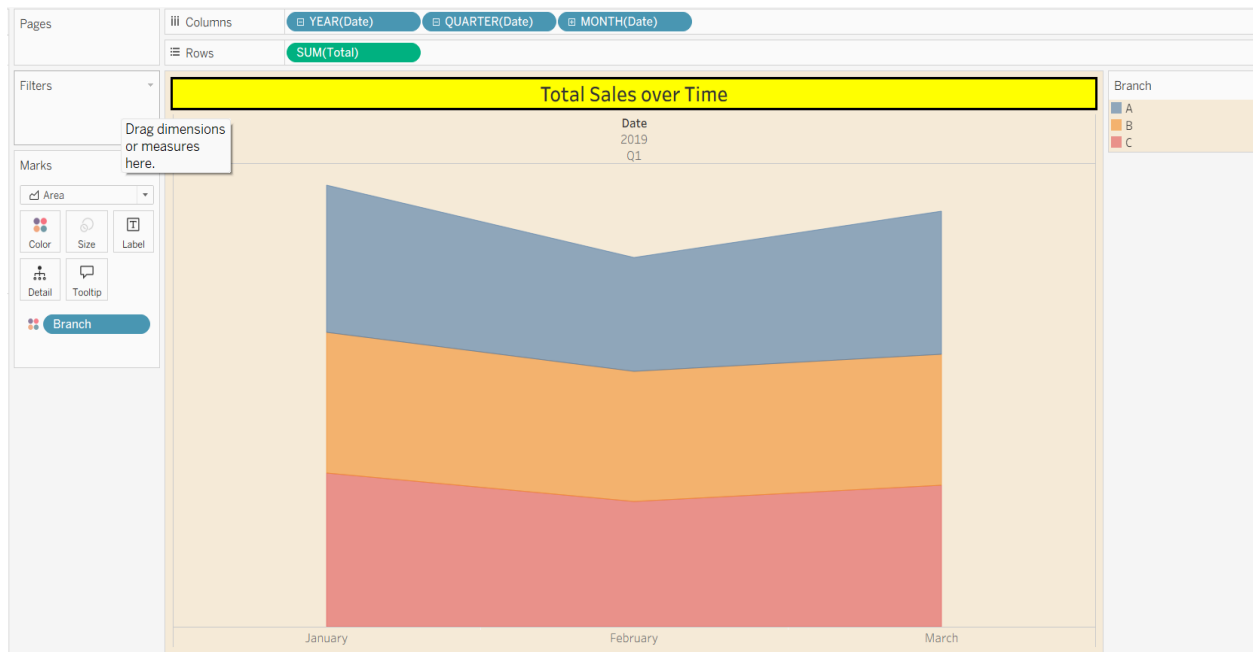 Pages
Columns
YEAR(Date)
QUARTER(Date)
MONTH(Date)
Rows
SUM(Total)
Filters
Drag dimensions
or measures
here.
Marks
Area
Color
Size
Label
Detail
Tooltip
Branch
Total Sales over Time
Date
2019
Q1
January
February
March
Branch
A
B
C